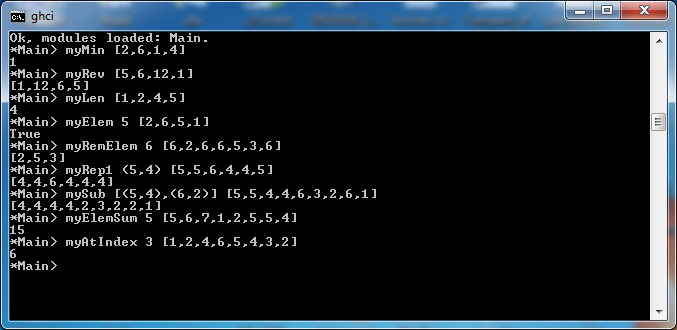 ghci
Ok, modules loaded: Main.
*Main> myMin [2,6,1,4]
1
*Main> myRev [5,6,12,1]
[1,12,6,5]
*Main> myLen [1,2,4,5]
4
*Main> myElem 5 [2,6,5,1]
True
*Main> myRemElem 6 [6,2,6,6,5,3,6]
[2,5,3]
*Main> myRep1 (5,4) [5,5,6,4,4,5]
[4,4,6,4,4,4]
*Main> mySub [(5,4),(6,2)] [5,5,4,4,6,3,2,6,1]
[4,4,4,4,2,3,2,2,1]
*Main> myElemSum 5 [5,6,7,1,2,5,5,4]
15
*Main> myAtIndex 3 [1,2,4,6,5,4,3,2]
6
*Main>